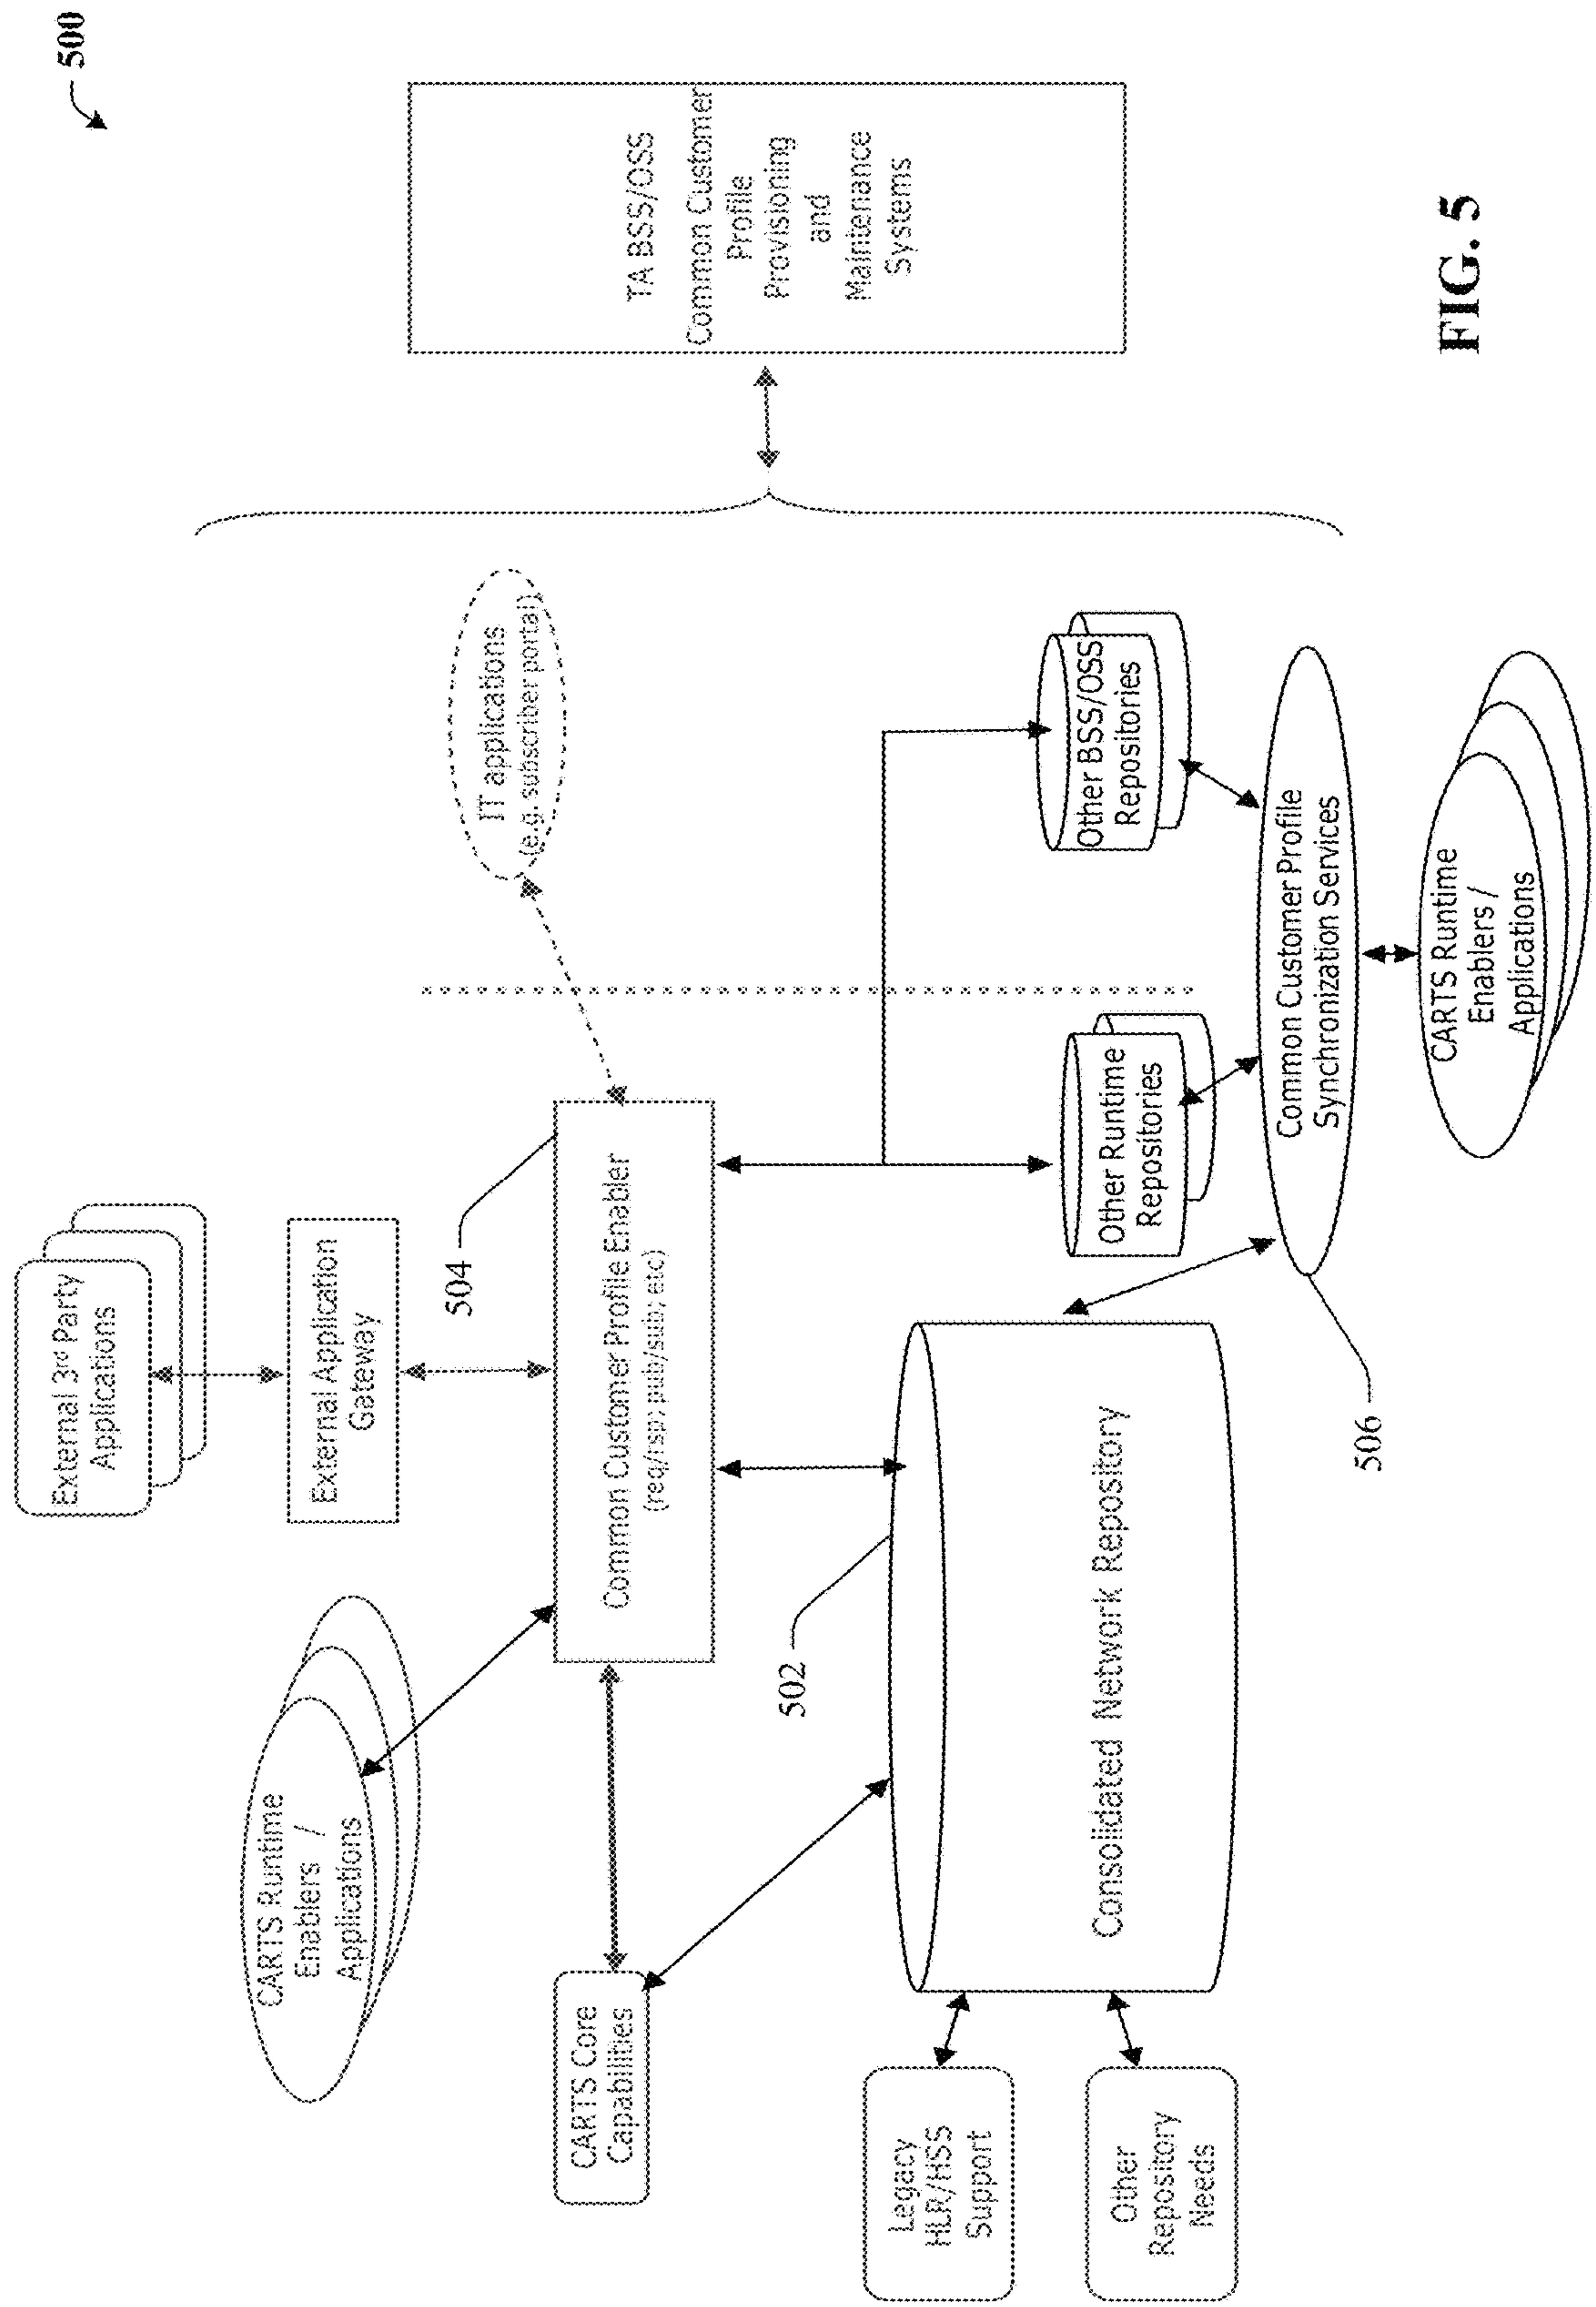 500
External 3rd Party
Applications
External Application
Gateway
CARTS Runtime
Enablers /
Applications
504
IT applications
(e.g. subscriber portal)
TA BSS/OSS
Common Customer
Profile
Provisioning
and
Maintenance
Systems
CARTS Core
Capabilities
Common Customer Profile Enabler
(req/rsp; pub/sub; etc)
502
Legacy
HLR/HSS
Support
Other
Repository
Needs
Consolidated Network Repository
Other Runtime
Repositories
Other BSS/OSS
Repositories
506
Common Customer Profile
Synchronization Services
CARTS Runtime
Enablers /
Applications
FIG. 5